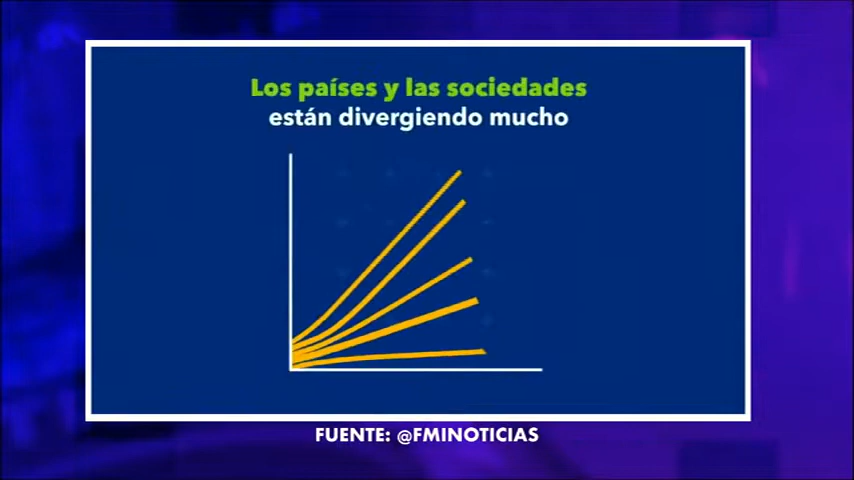 Los países y las sociedades
están divergiendo mucho
FUENTE: @FMINOTICIAS